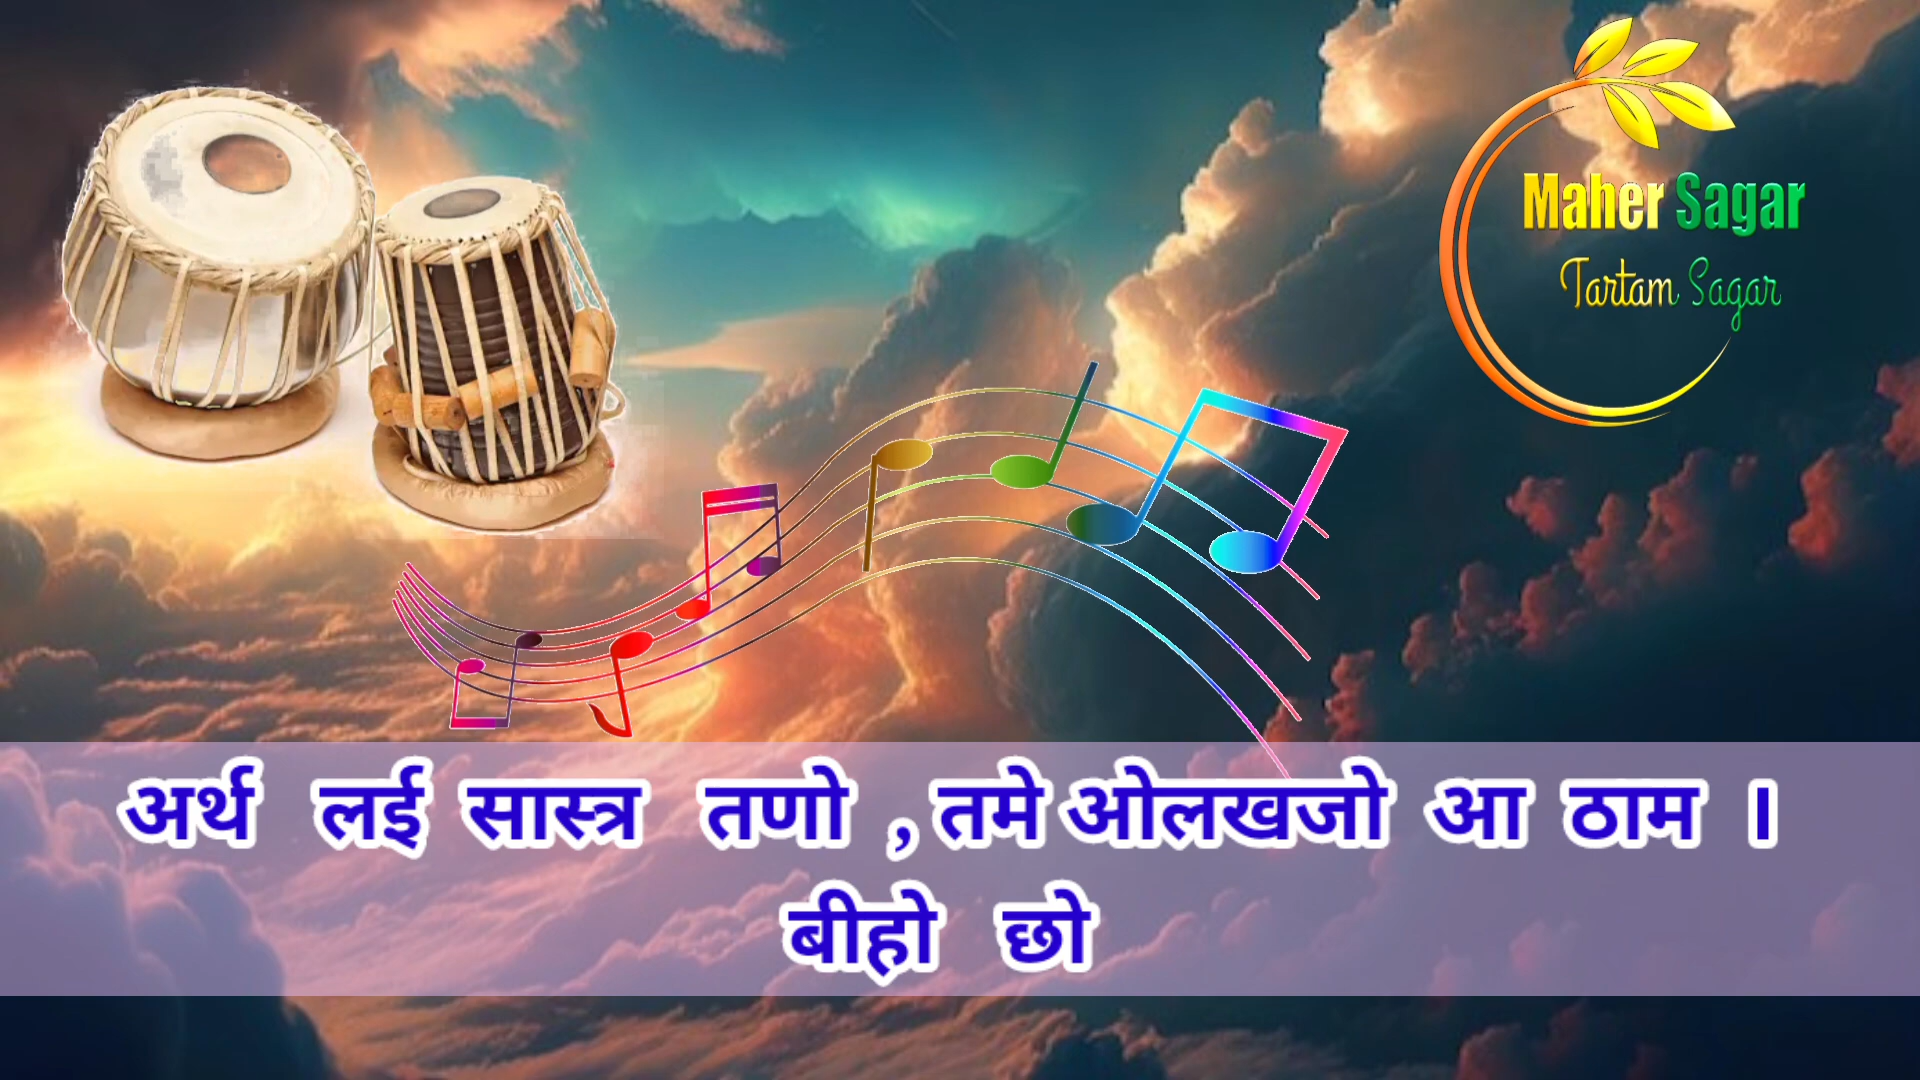 Maher Sagar
Tartam Sagar
अर्थ लई सास्त्र तणो , तमे ओलखजो आ ठाम ।
बीहो छो